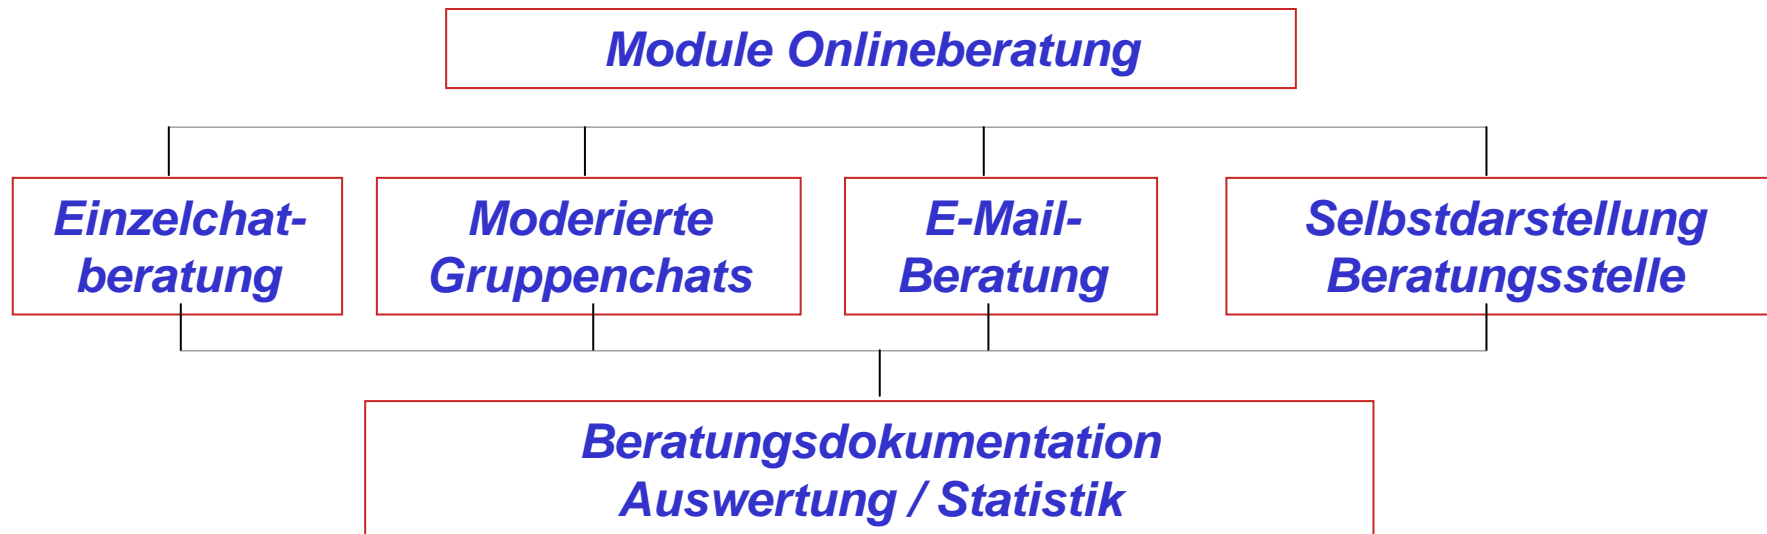 Module Onlineberatung
Einzelchat-
beratung
Moderierte
Gruppenchats
E-Mail-
Beratung
Selbstdarstellung
Beratungsstelle
Beratungsdokumentation
Auswertung / Statistik